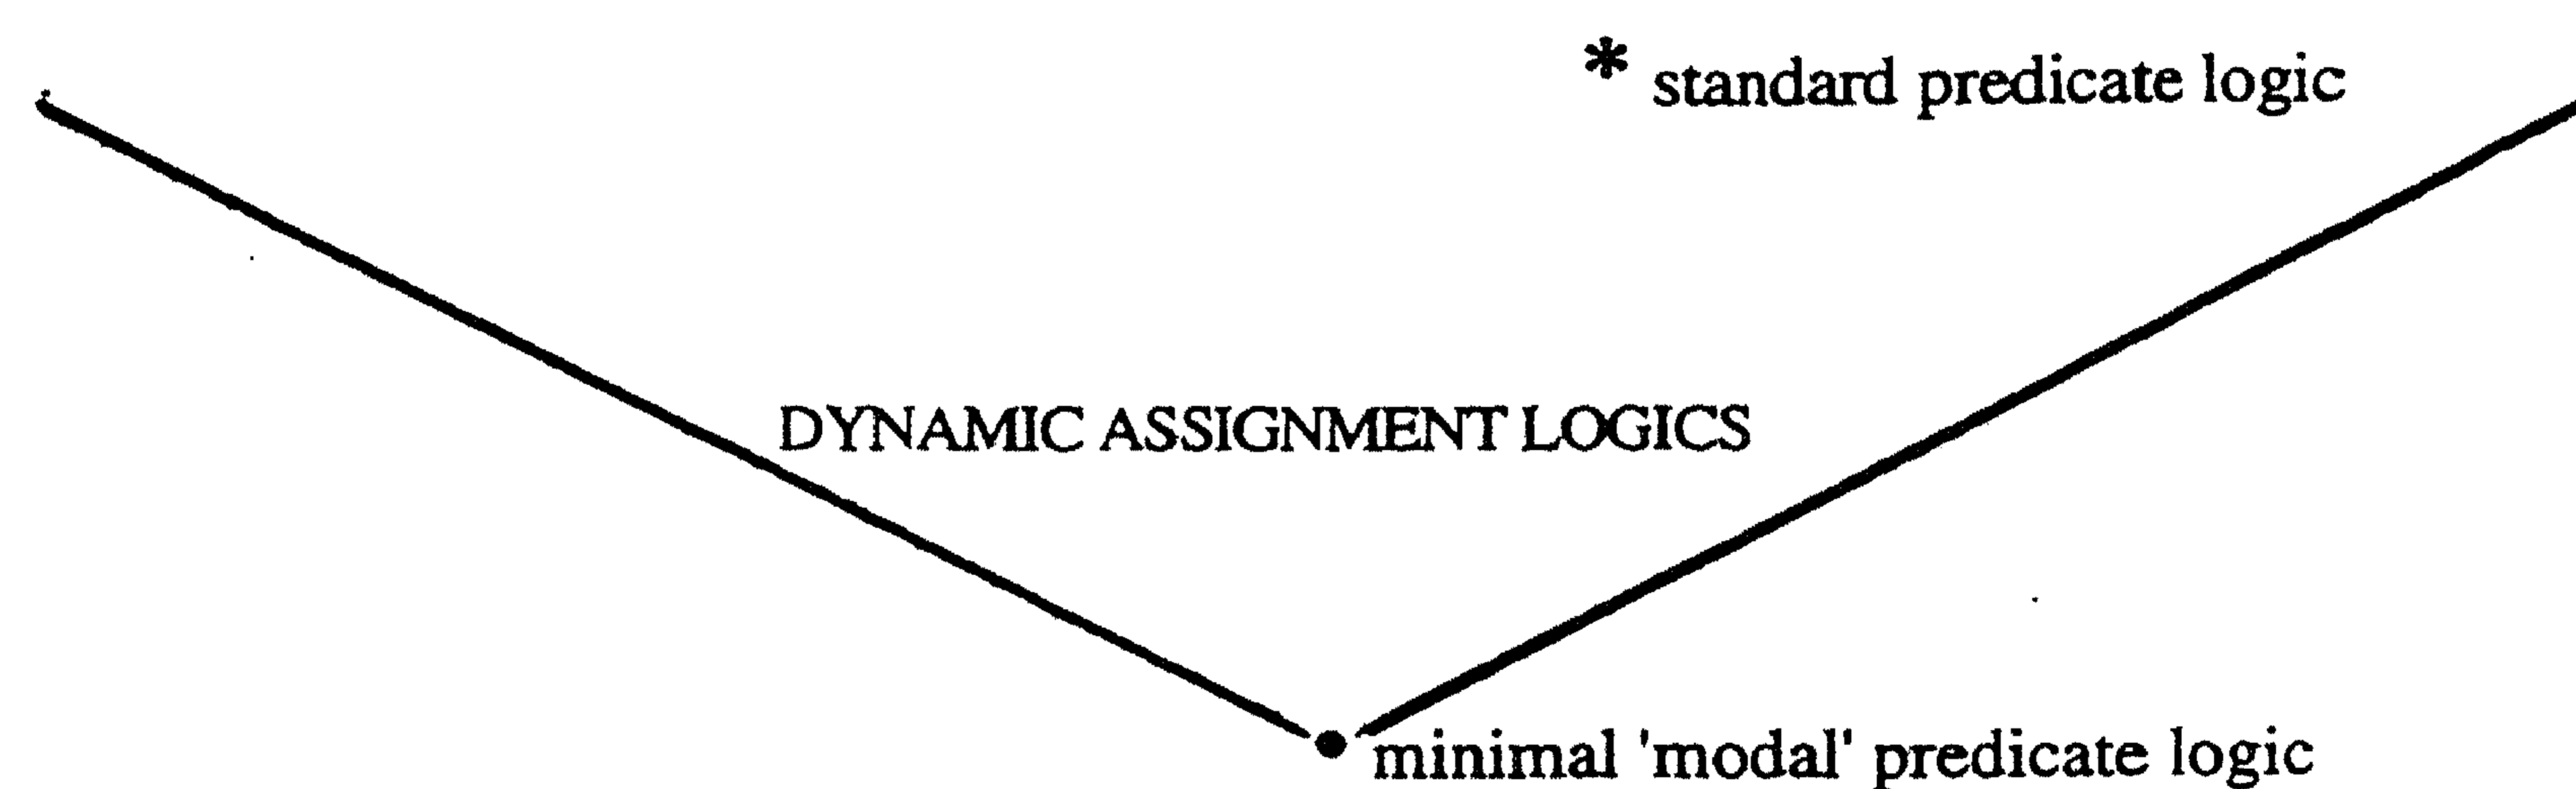 * standard predicate logic
DYNAMIC ASSIGNMENT LOGICS
minimal 'modal' predicate logic